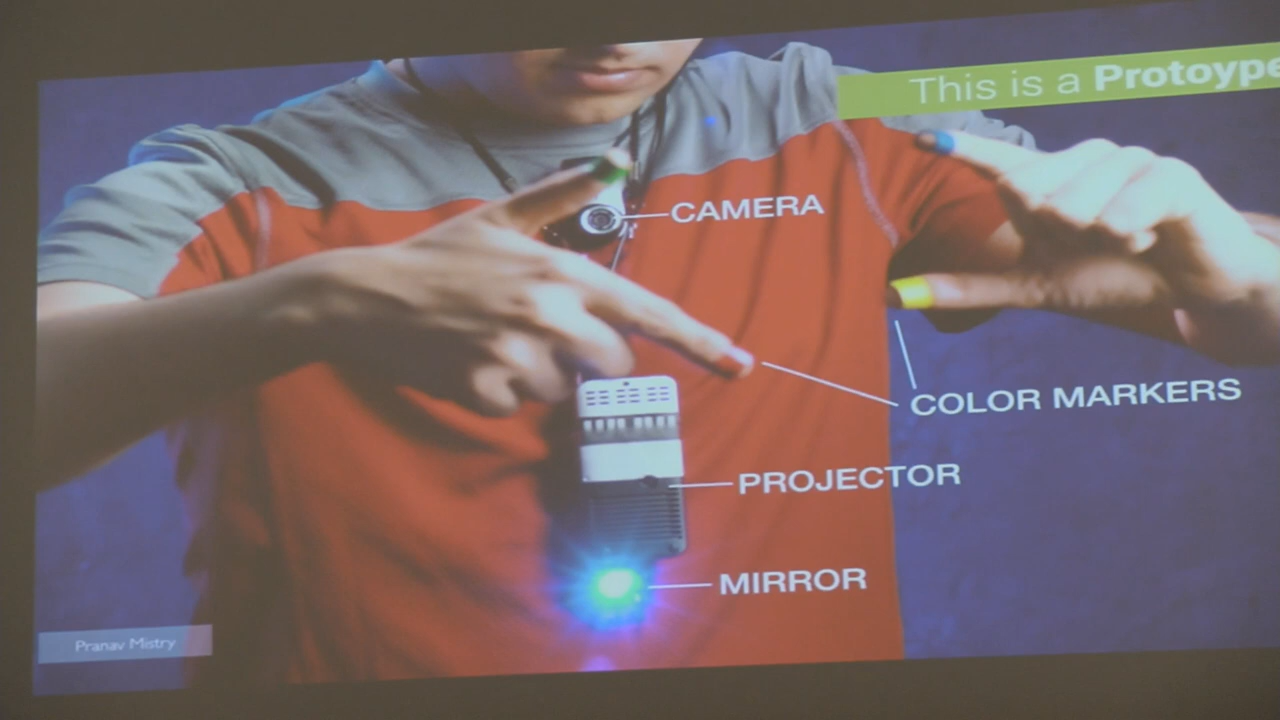 This is a Protoype
CAMERA
COLOR MARKERS
PROJECTOR
MIRROR
Pranav Mistry